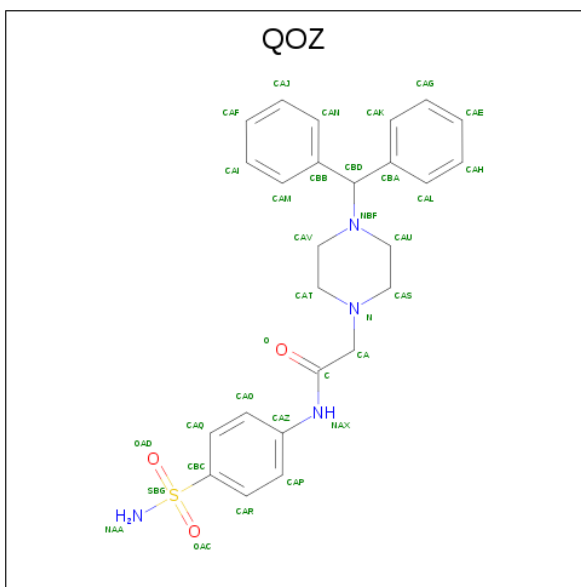 QOZ
CAJ CAG
CAF CAN CAK CAE
CBD
CAI CBB CBA CAH
CAM CAL
N NBF
CAV CAU
CAT CAS
N N
O O CA
C
CAO
CAQ CAZ NH NAX
OAD O
CBC CAP
SBG S
H₂N CAR
NAA O
OAC